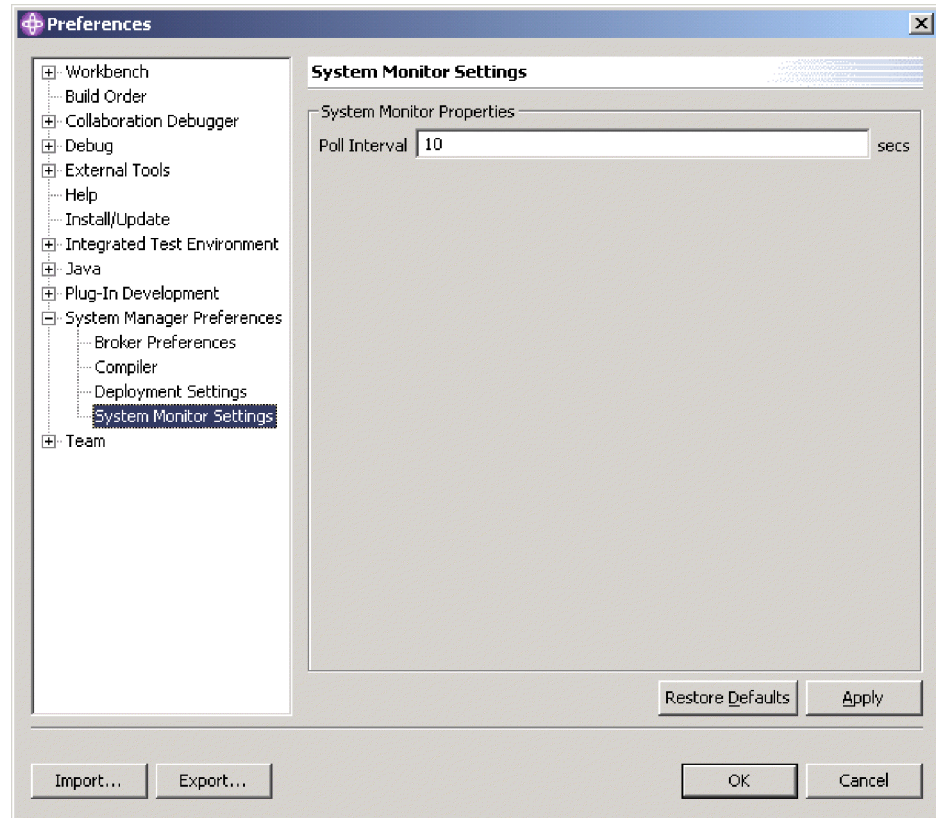 Preferences
Workbench
Build Order
Collaboration Debugger
Debug
External Tools
Help
Install/Update
Integrated Test Environment
Java
Plug-In Development
System Manager Preferences
Broker Preferences
Compiler
Deployment Settings
System Monitor Settings
Team
System Monitor Settings
System Monitor Properties
Poll Interval 10 secs
Restore Defaults Apply
Import... Export... OK Cancel